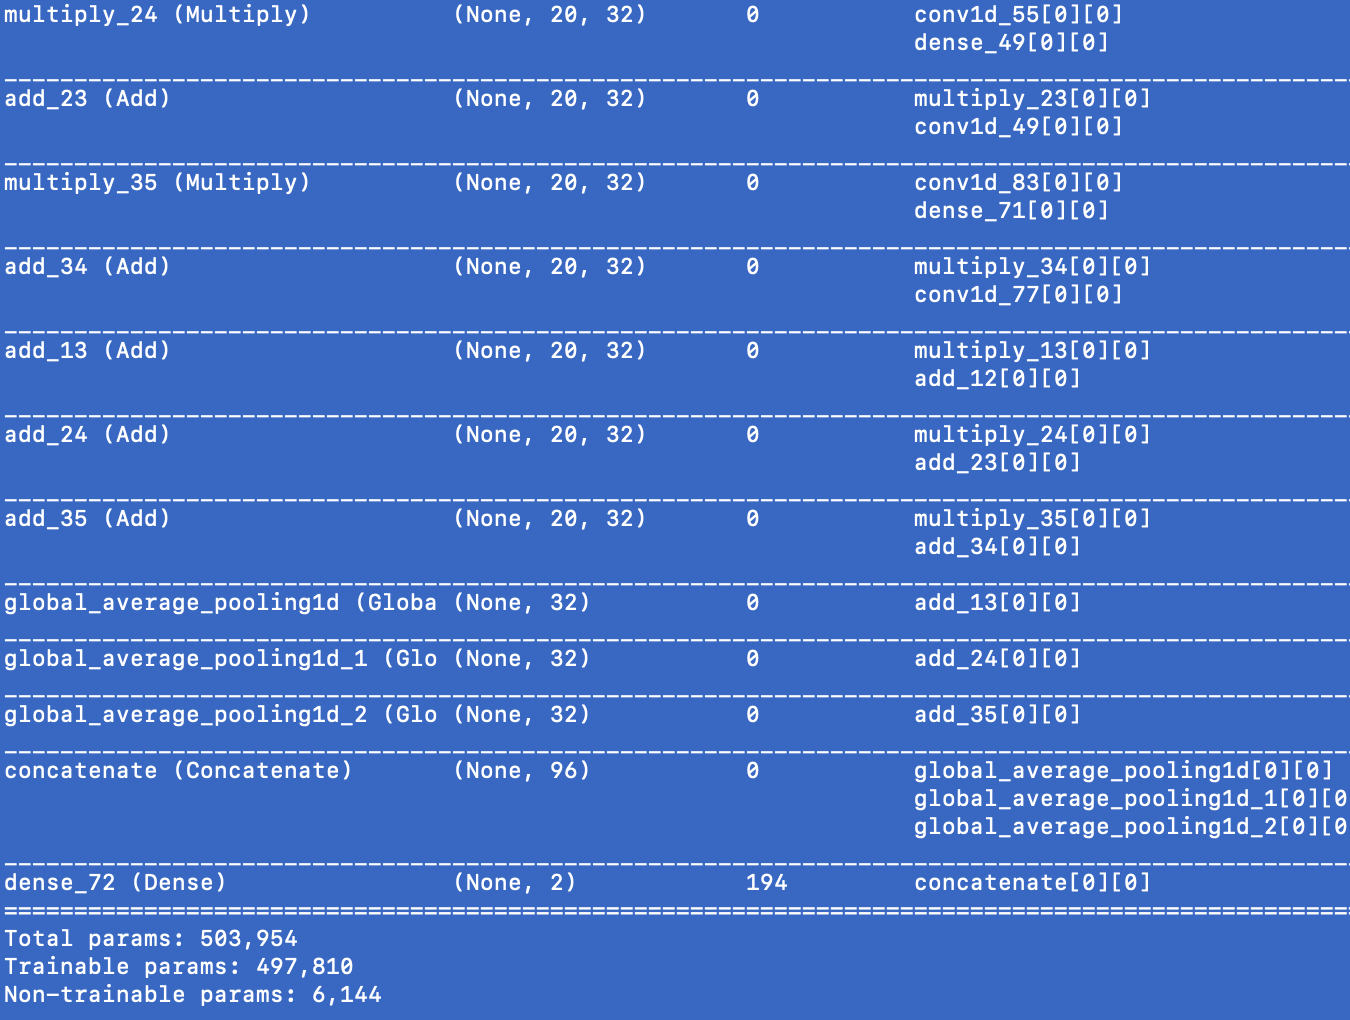 multiply_24 (Multiply) (None, 20, 32) 0 conv1d_55[0][0]
dense_49[0][0]
add_23 (Add) (None, 20, 32) 0 multiply_23[0][0]
conv1d_49[0][0]
multiply_35 (Multiply) (None, 20, 32) 0 conv1d_83[0][0]
dense_71[0][0]
add_34 (Add) (None, 20, 32) 0 multiply_34[0][0]
conv1d_77[0][0]
add_13 (Add) (None, 20, 32) 0 multiply_13[0][0]
add_12[0][0]
add_24 (Add) (None, 20, 32) 0 multiply_24[0][0]
add_23[0][0]
add_35 (Add) (None, 20, 32) 0 multiply_35[0][0]
add_34[0][0]
global_average_pooling1d (Globa (None, 32) 0 add_13[0][0]
global_average_pooling1d_1 (Glo (None, 32) 0 add_24[0][0]
global_average_pooling1d_2 (Glo (None, 32) 0 add_35[0][0]
concatenate (Concatenate) (None, 96) 0 global_average_pooling1d[0][0]
global_average_pooling1d_1[0][0
global_average_pooling1d_2[0][0
dense_72 (Dense) (None, 2) 194 concatenate[0][0]
Total params: 503,954
Trainable params: 497,810
Non-trainable params: 6,144